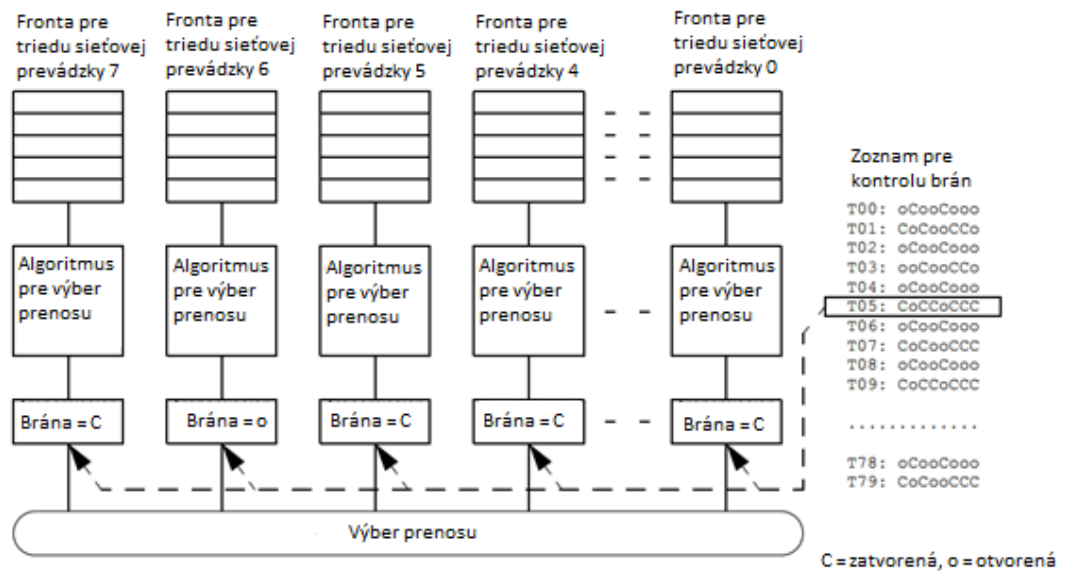 Fronta pre
triedu sieťovej
prevádzky 7
Fronta pre
triedu sieťovej
prevádzky 6
Fronta pre
triedu sieťovej
prevádzky 5
Fronta pre
triedu sieťovej
prevádzky 4
Fronta pre
triedu sieťovej
prevádzky 0
Algoritmus
pre výber
prenosu
Algoritmus
pre výber
prenosu
Algoritmus
pre výber
prenosu
Algoritmus
pre výber
prenosu
Algoritmus
pre výber
prenosu
Brána = C
Brána = o
Brána = C
Brána = C
Brána = C
Výber prenosu
Zoznam pre
kontrolu brán
T00: oCooCooo
T01: CoCooCCo
T02: oCooCooo
T03: ooCooCCo
T04: oCooCooo
T05: CoCCoCCC
T06: oCooCooo
T07: CoCooCCC
T08: oCooCooo
T09: CoCCoCCC
.............
T78: oCooCooo
T79: CoCooCCC
C = zatvorená, o = otvorená